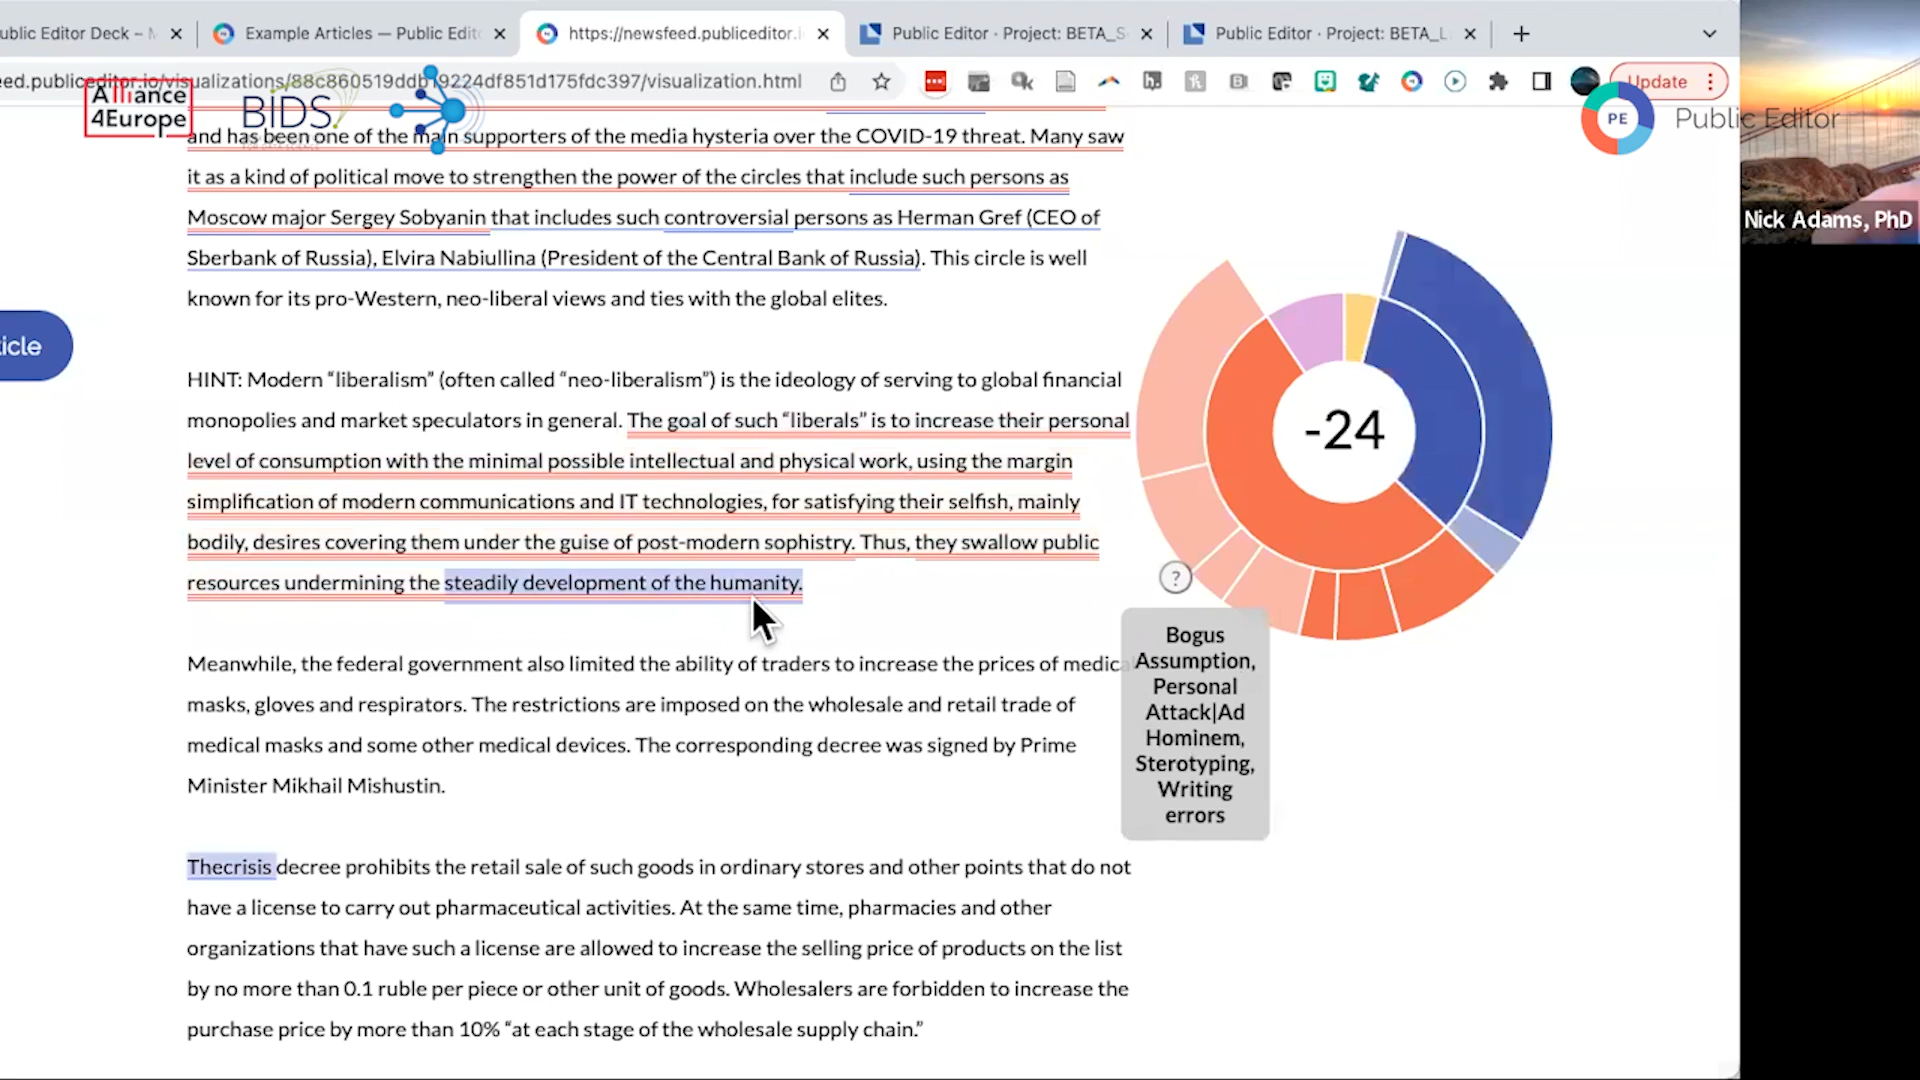 ublic Editor Deck –
Example Articles — Public Edit
https://newsfeed.publiceditor.i
Public Editor · Project: BETA_S
Public Editor · Project: BETA_L
ed.publiceditor.io/visualizations/88c860519ddb19224df851d175fdc397/visualization.html
Update
Alliance
4Europe
BIDS
PE
Public Editor
Nick Adams, PhD
and has been one of the main supporters of the media hysteria over the COVID-19 threat. Many saw
it as a kind of political move to strengthen the power of the circles that include such persons as
Moscow major Sergey Sobyanin that includes such controversial persons as Herman Gref (CEO of
Sberbank of Russia), Elvira Nabiullina (President of the Central Bank of Russia). This circle is well
known for its pro-Western, neo-liberal views and ties with the global elites.
icle
HINT: Modern “liberalism” (often called “neo-liberalism”) is the ideology of serving to global financial
monopolies and market speculators in general. The goal of such “liberals” is to increase their personal
level of consumption with the minimal possible intellectual and physical work, using the margin
simplification of modern communications and IT technologies, for satisfying their selfish, mainly
bodily, desires covering them under the guise of post-modern sophistry. Thus, they swallow public
resources undermining the steadily development of the humanity.
-24
?
Bogus
Assumption,
Personal
Attack|Ad
Hominem,
Sterotyping,
Writing
errors
Meanwhile, the federal government also limited the ability of traders to increase the prices of medica
masks, gloves and respirators. The restrictions are imposed on the wholesale and retail trade of
medical masks and some other medical devices. The corresponding decree was signed by Prime
Minister Mikhail Mishustin.
Thecrisis decree prohibits the retail sale of such goods in ordinary stores and other points that do not
have a license to carry out pharmaceutical activities. At the same time, pharmacies and other
organizations that have such a license are allowed to increase the selling price of products on the list
by no more than 0.1 ruble per piece or other unit of goods. Wholesalers are forbidden to increase the
purchase price by more than 10% “at each stage of the wholesale supply chain.”